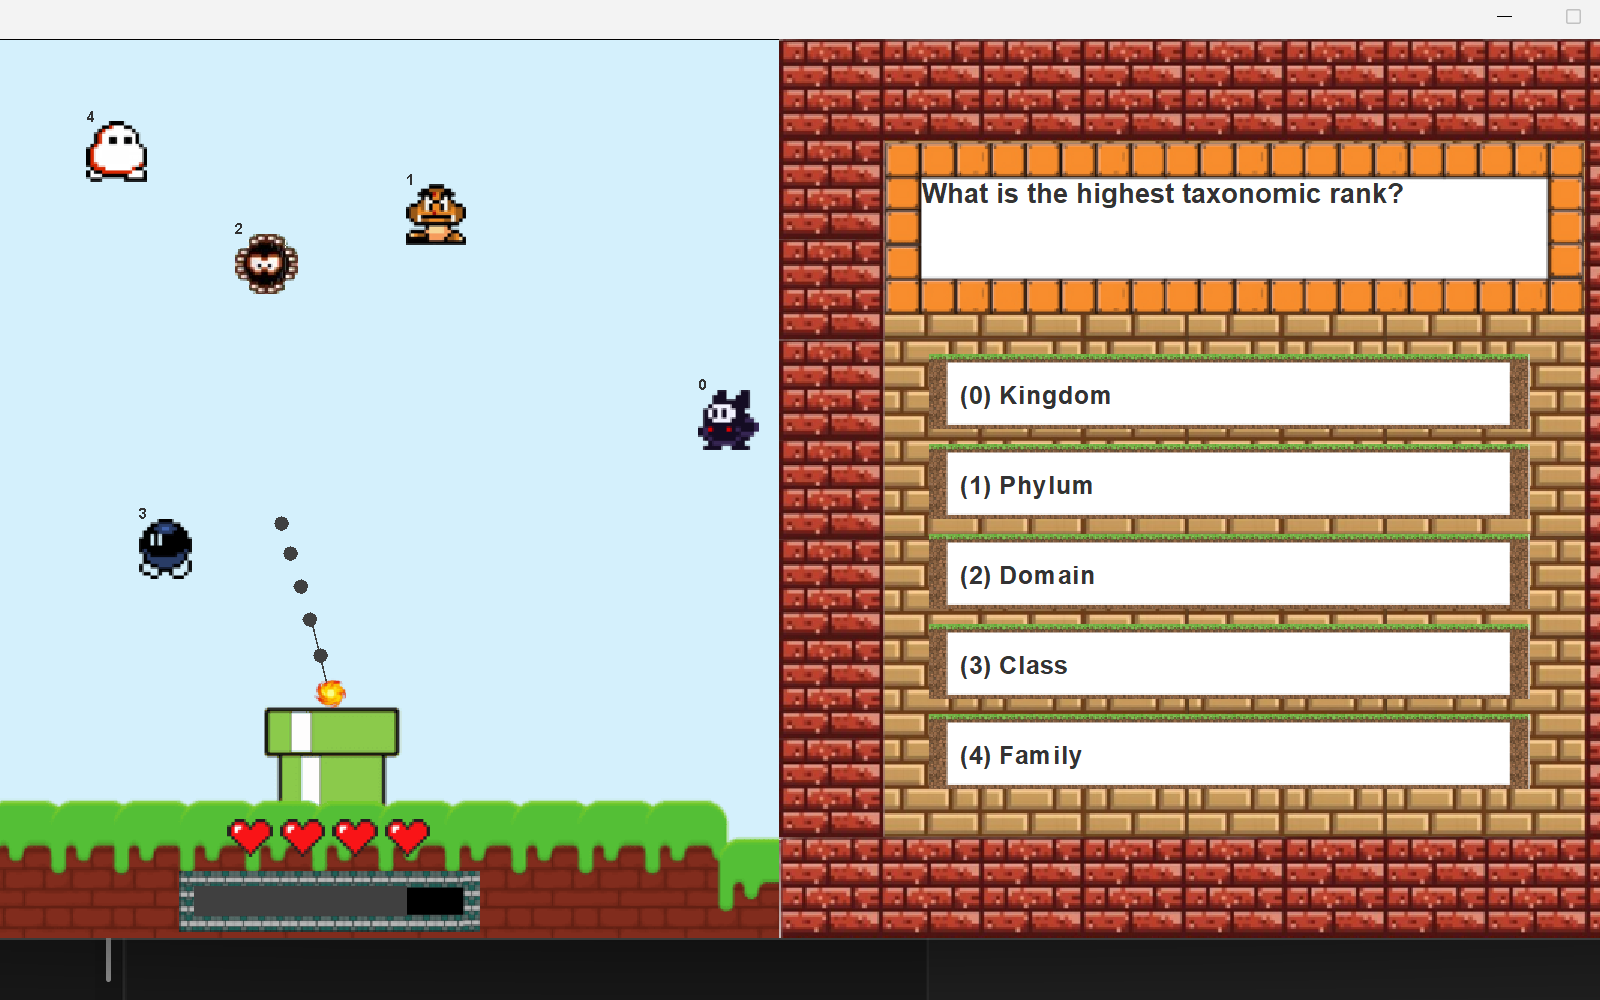 4
1
2
0
3
What is the highest taxonomic rank?
(0) Kingdom
(1) Phylum
(2) Domain
(3) Class
(4) Family